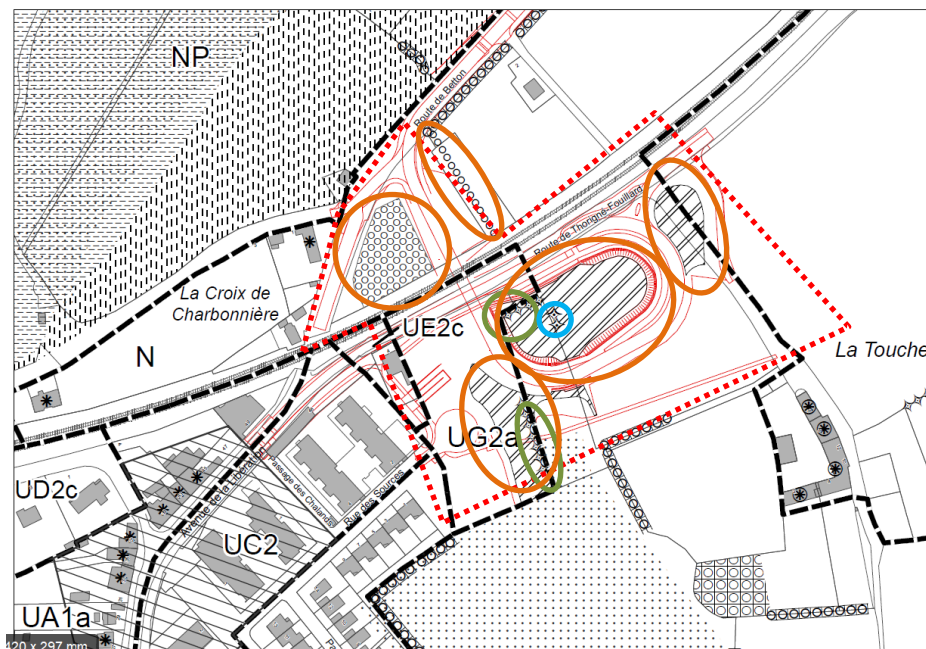 NP
Route de Betton
Route de Thorigné-Fouillard
La Croix de
Charbonnière
UE2c
N
La Touche
UG2a
UD2c
Avenue de la Libération
Passage des Chalands
Rue des Sources
UC2
UA1a
420 x 297 mm